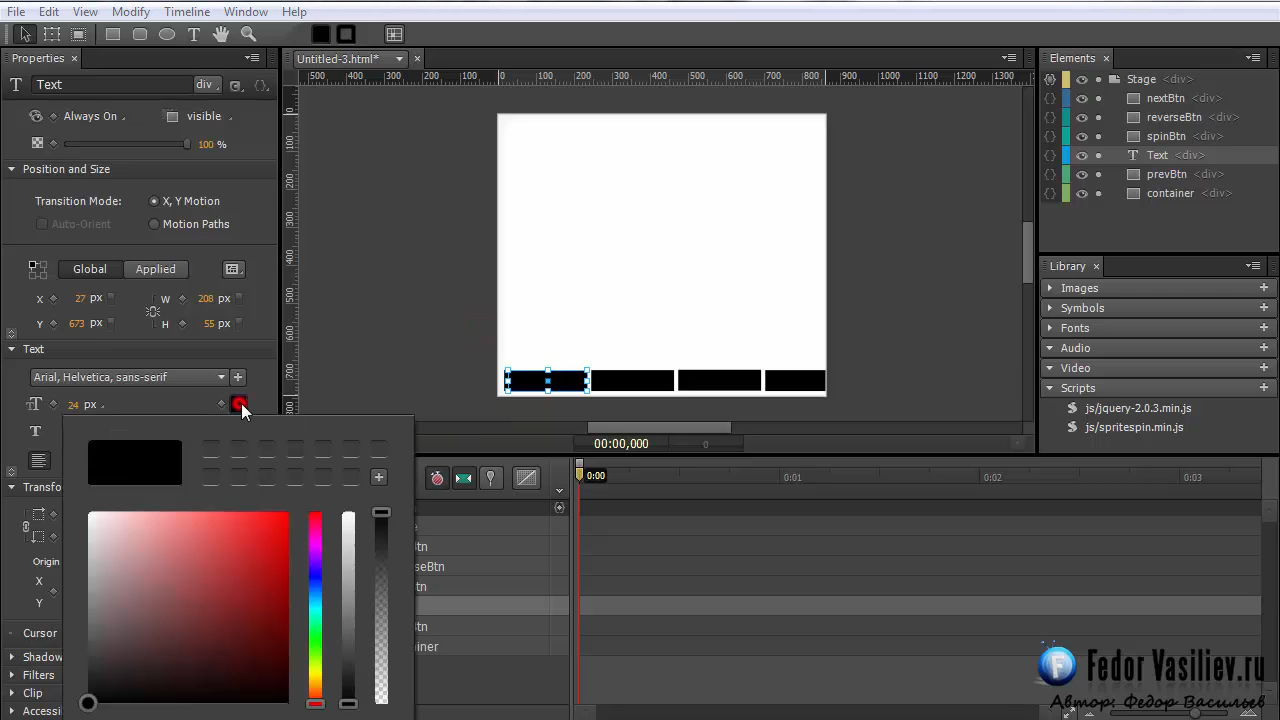 File Edit View Modify Timeline Window Help
Properties
Text
div
Always On
visible
100 %
Position and Size
Transition Mode:
X, Y Motion
Auto-Orient
Motion Paths
Global
Applied
X 27 px W 208 px
Y 673 px H 55 px
Text
Arial, Helvetica, sans-serif
24 px
Transfo
Origin
X
Y
Cursor
Shadow
Filters
Clip
Accessi
Untitled-3.html*
500 400 300 200 100 0 100 200 300 400 500 600 700 800 900 1000 1100 1200 1300
0
100
200
300
400
500
600
700
800
00:00,000
0
0:00
0:01
0:02
0:03
Btn
seBtn
tn
Btn
iner
Elements
Stage <div>
nextBtn <div>
reverseBtn <div>
spinBtn <div>
Text <div>
prevBtn <div>
container <div>
Library
Images
Symbols
Fonts
Audio
Video
Scripts
js/jquery-2.0.3.min.js
js/spritespin.min.js
Fedor Vasiliev.ru
Автор: Федор Васильев